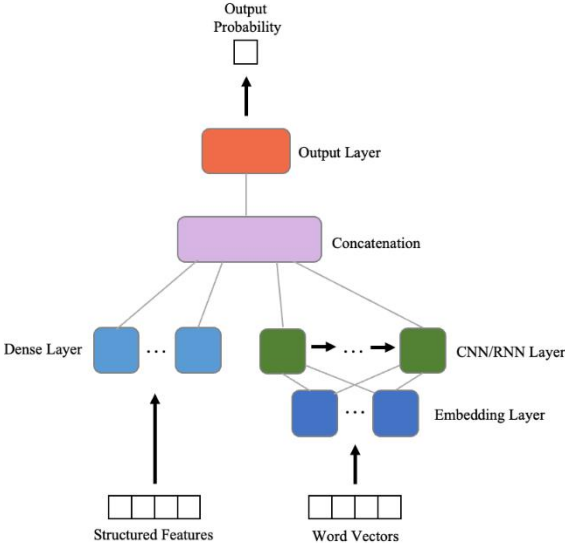 Output
Probability
Output Layer
Concatenation
Dense Layer
...
...
CNN/RNN Layer
...
Embedding Layer
Structured Features
Word Vectors